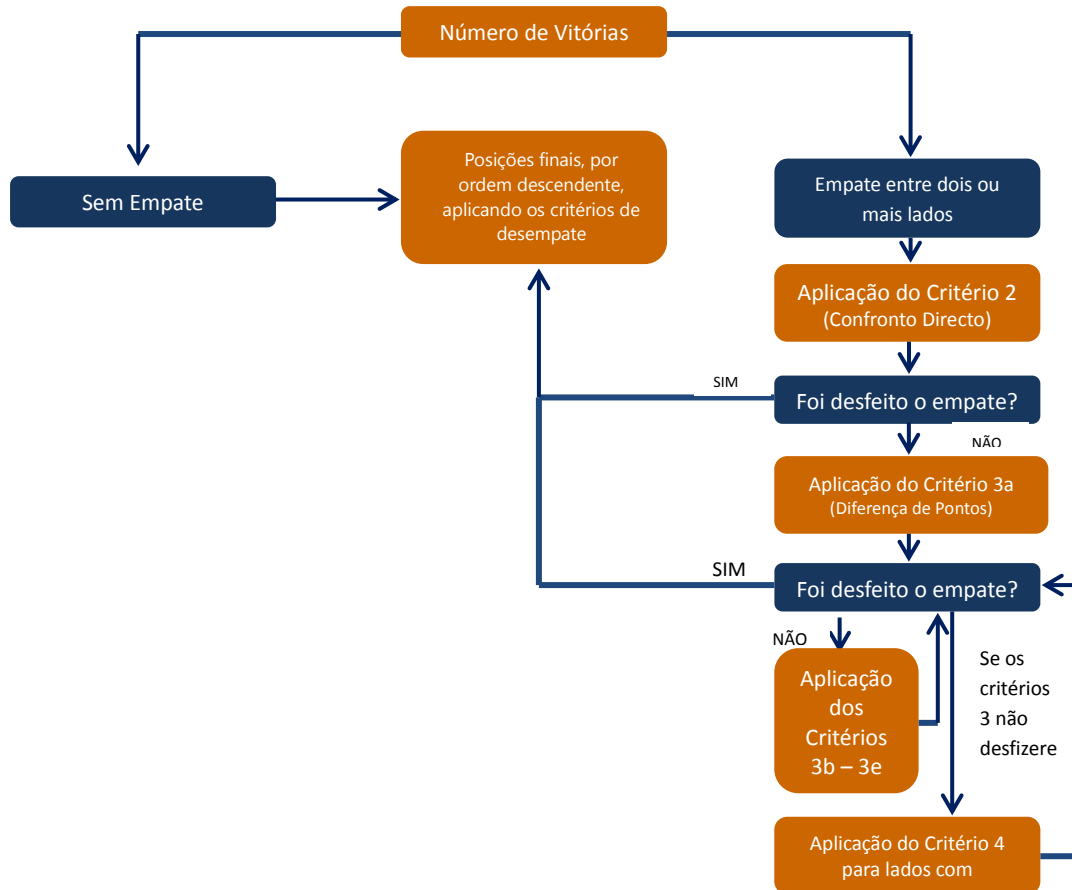 Número de Vitórias
Sem Empate
Posições finais, por
ordem descendente,
aplicando os critérios de
desempate
Empate entre dois ou
mais lados
Aplicação do Critério 2
(Confronto Directo)
SIM
Foi desfeito o empate?
NÃO
Aplicação do Critério 3a
(Diferença de Pontos)
SIM
Foi desfeito o empate?
NÃO
Aplicação
dos
Critérios
3b – 3e
Se os
critérios
3 não
desfizere
Aplicação do Critério 4
para lados com